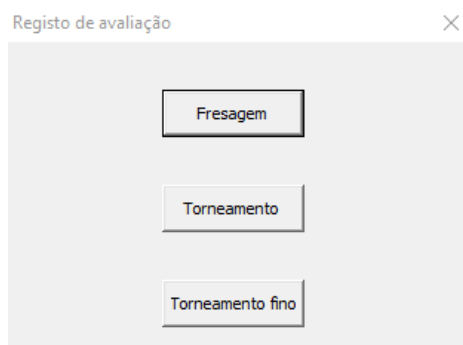 Registo de avaliação
Fresagem
Torneamento
Torneamento fino